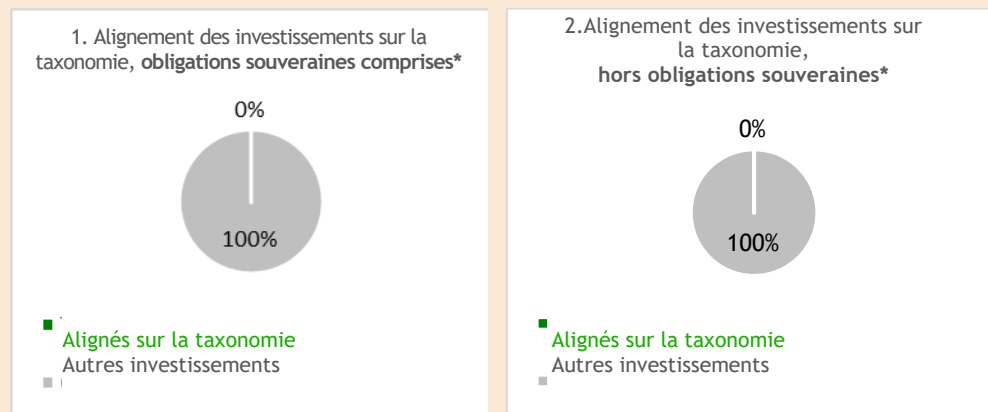 1. Alignement des investissements sur la
taxonomie, obligations souveraines comprises*
0%
100%
Alignés sur la taxonomie
Autres investissements
2.Alignement des investissements sur
la taxonomie,
hors obligations souveraines*
0%
100%
Alignés sur la taxonomie
Autres investissements